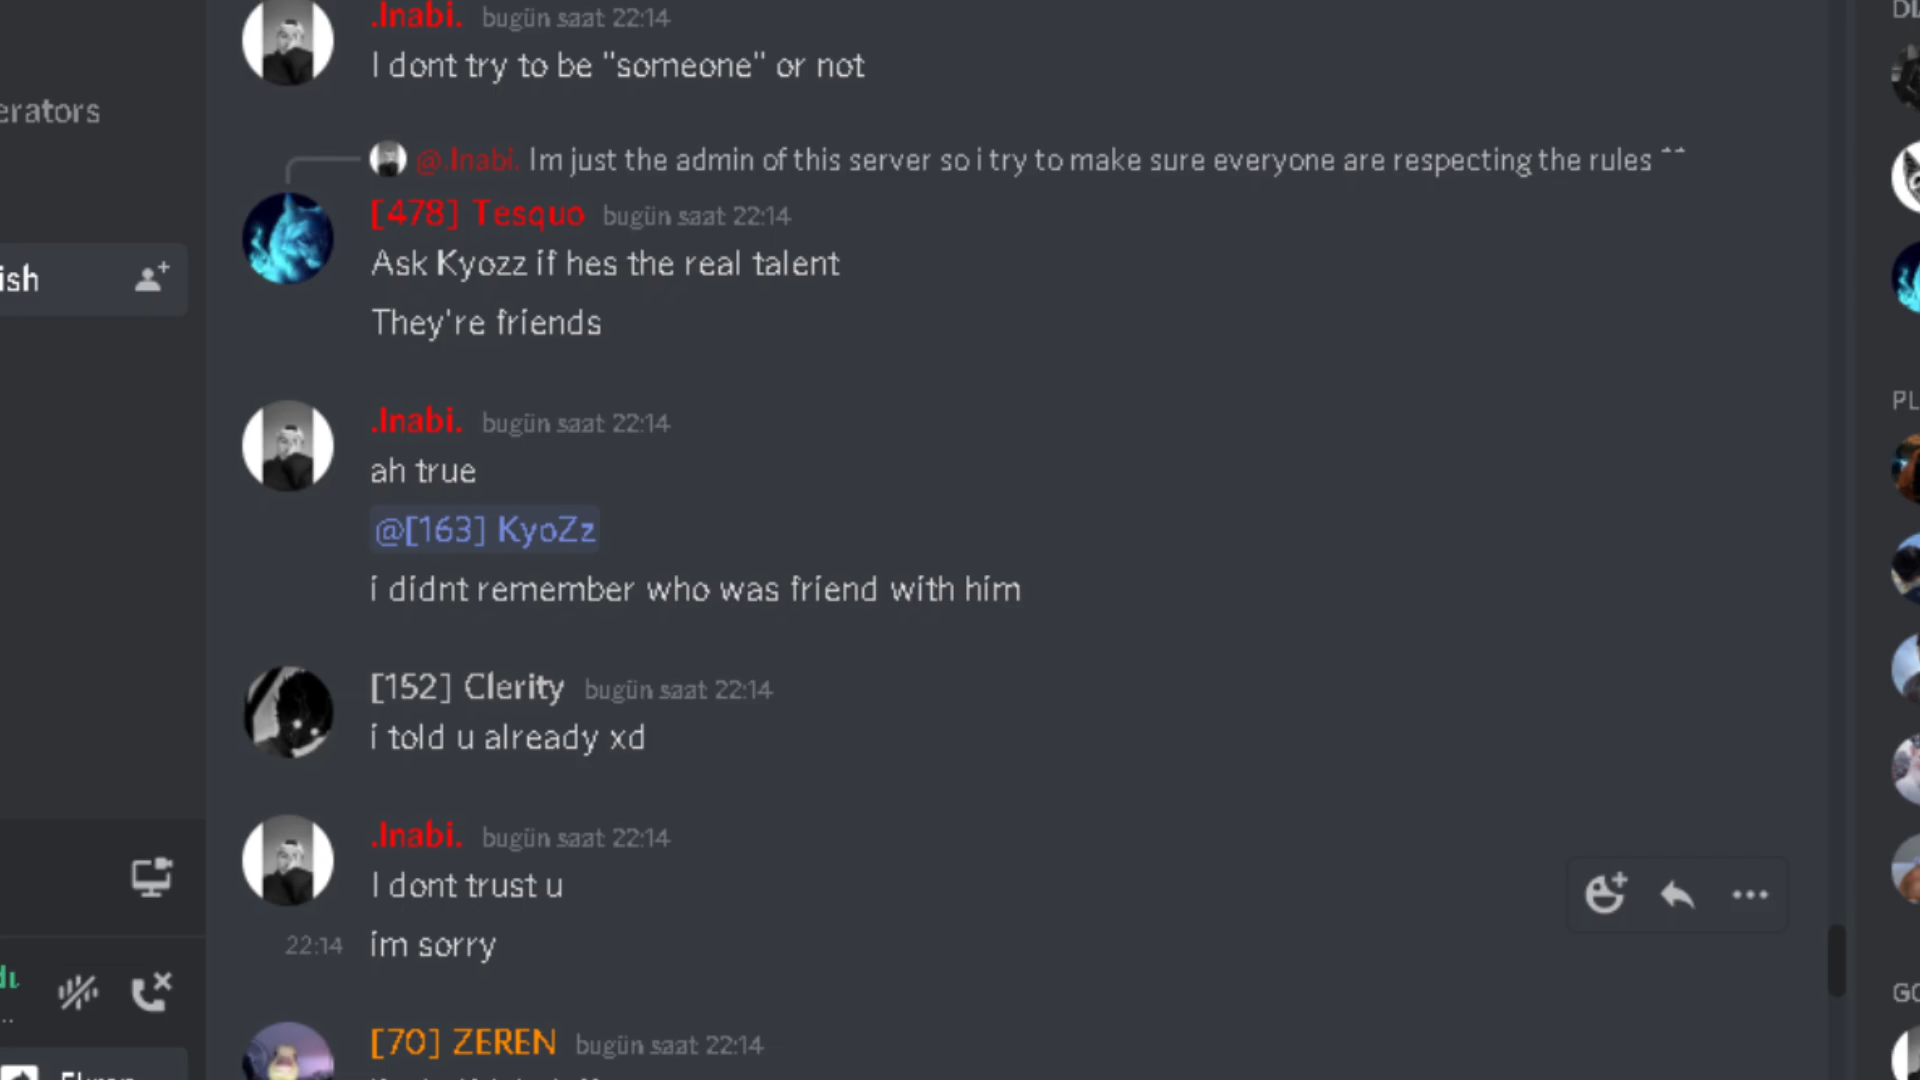 .Inabi. bugün saat 22:14
I dont try to be "someone" or not
erators
@.Inabi. Im just the admin of this server so i try to make sure everyone are respecting the rules ^^
[478] Tesquo bugün saat 22:14
Ask Kyozz if hes the real talent
ish
They're friends
PL
.Inabi. bugün saat 22:14
ah true
@[163] KyoZz
i didnt remember who was friend with him
[152] Clerity bugün saat 22:14
i told u already xd
.Inabi. bugün saat 22:14
I dont trust u
22:14 im sorry
GO
[70] ZEREN bugün saat 22:14
Ekran